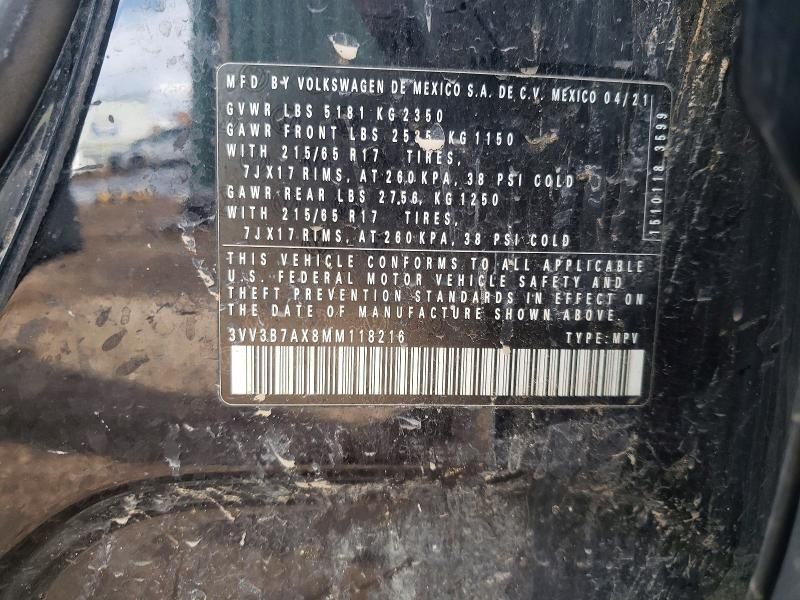 MFD BY VOLKSWAGEN DE MEXICO S.A. DE C.V. MEXICO 04/21
GVWR LBS 5181 KG 2350
GAWR FRONT LBS 2535, KG 1150
WITH 215/65 R17 TIRES,
7JX17 RIMS, AT 260 KPA, 38 PSI COLD
GAWR REAR LBS 2756, KG 1250
WITH 215/65 R17 TIRES,
7JX17 RIMS, AT 260 KPA, 38 PSI COLD
1510118 3599
THIS VEHICLE CONFORMS TO ALL APPLICABLE
U.S. FEDERAL MOTOR VEHICLE SAFETY AND
THEFT PREVENTION STANDARDS IN EFFECT ON
THE DATE OF MANUFACTURE SHOWN ABOVE.
3VV3B7AX8MM118216 TYPE: MPV